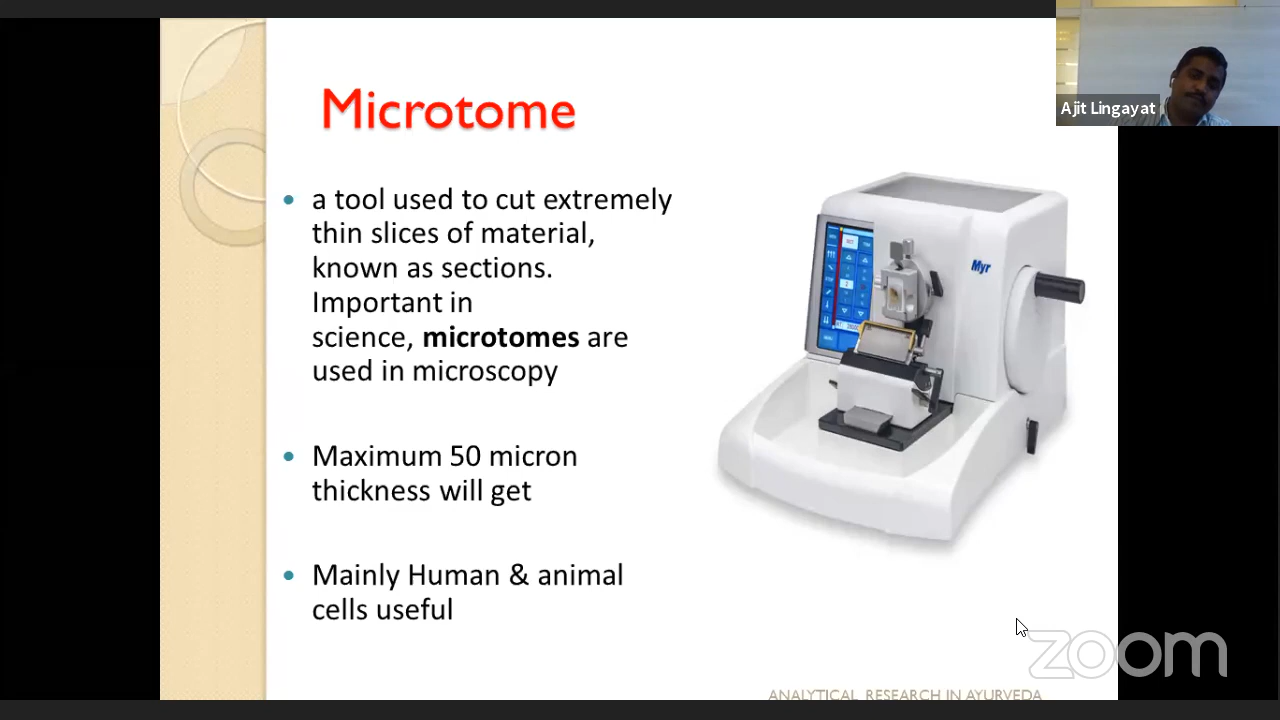 Ajit Lingayat
Microtome
• a tool used to cut extremely
thin slices of material,
known as sections.
Important in
science, microtomes are
used in microscopy
Myr
• Maximum 50 micron
thickness will get
• Mainly Human & animal
cells useful
zoom
ANALYTICAL RESEARCH IN AYURVEDA